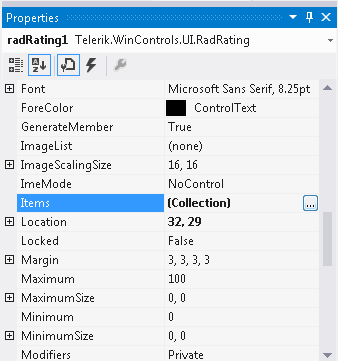 Properties
radRating1 Telerik.WinControls.UI.RadRating
Font Microsoft Sans Serif, 8.25pt
ForeColor ControlText
GenerateMember True
ImageList (none)
ImageScalingSize 16, 16
ImeMode NoControl
Items (Collection) ...
Location 32, 29
Locked False
Margin 3, 3, 3, 3
Maximum 100
MaximumSize 0, 0
Minimum 0
MinimumSize 0, 0
Modifiers Private